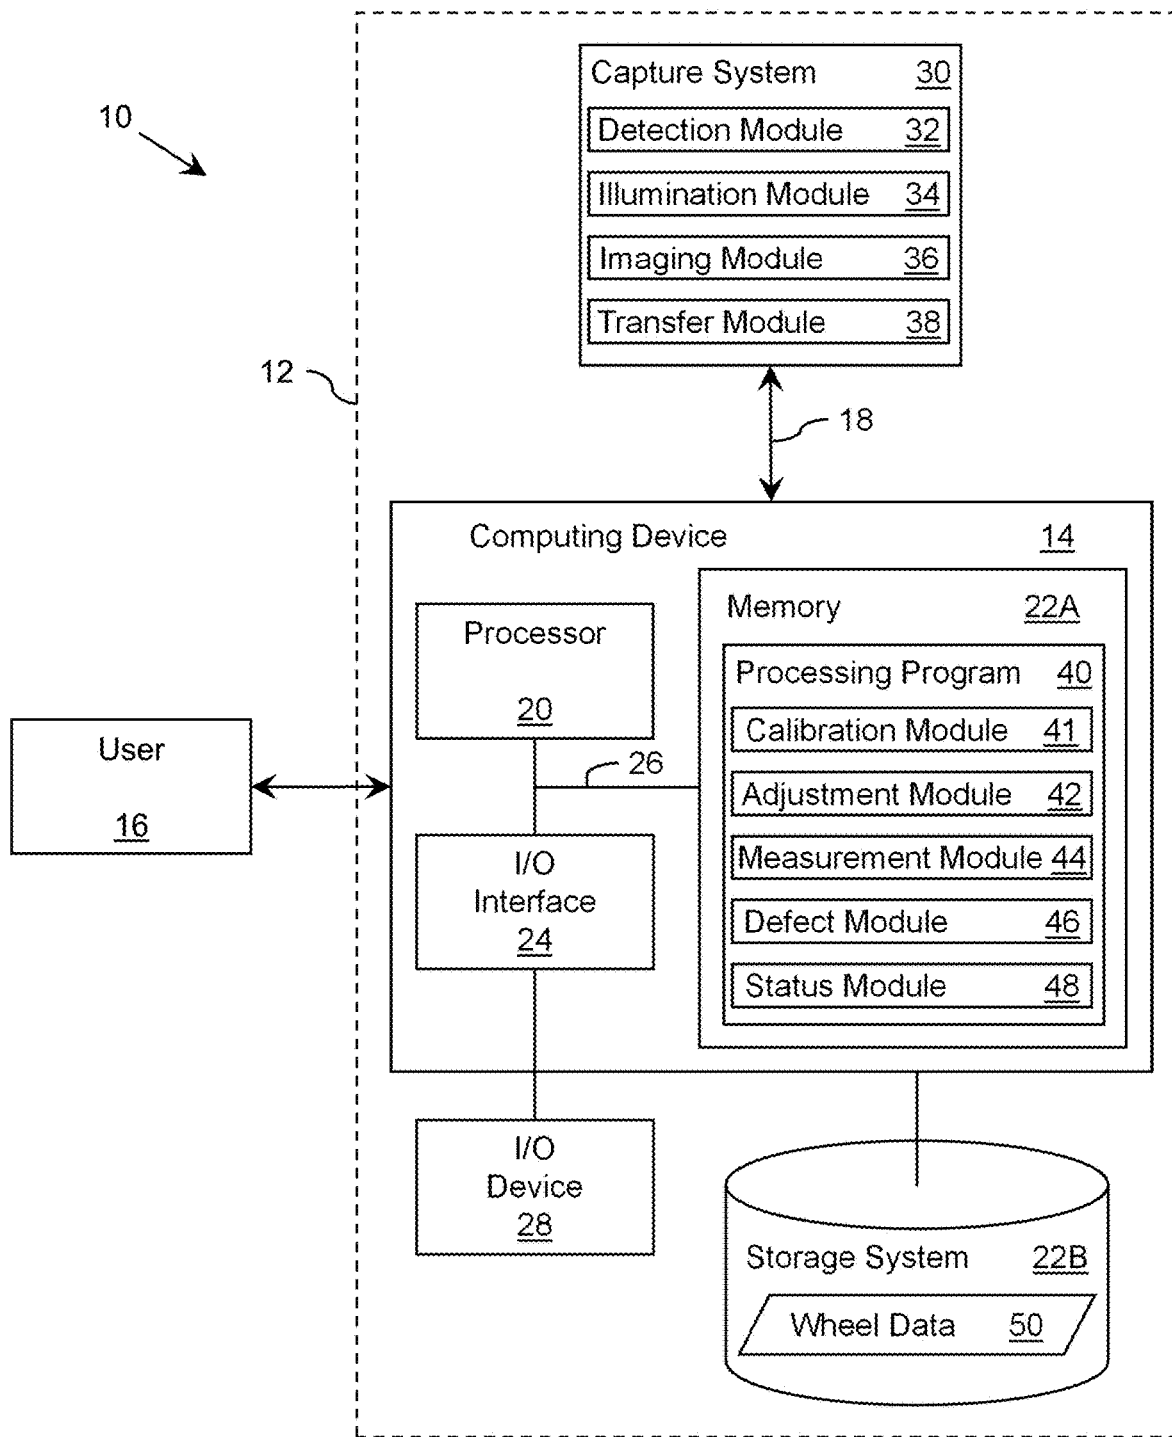 10
12
Capture System 30
Detection Module 32
Illumination Module 34
Imaging Module 36
Transfer Module 38
18
Computing Device 14
Processor
20
26
I/O
Interface
24
Memory 22A
Processing Program 40
Calibration Module 41
Adjustment Module 42
Measurement Module 44
Defect Module 46
Status Module 48
User
16
I/O
Device
28
Storage System 22B
Wheel Data 50